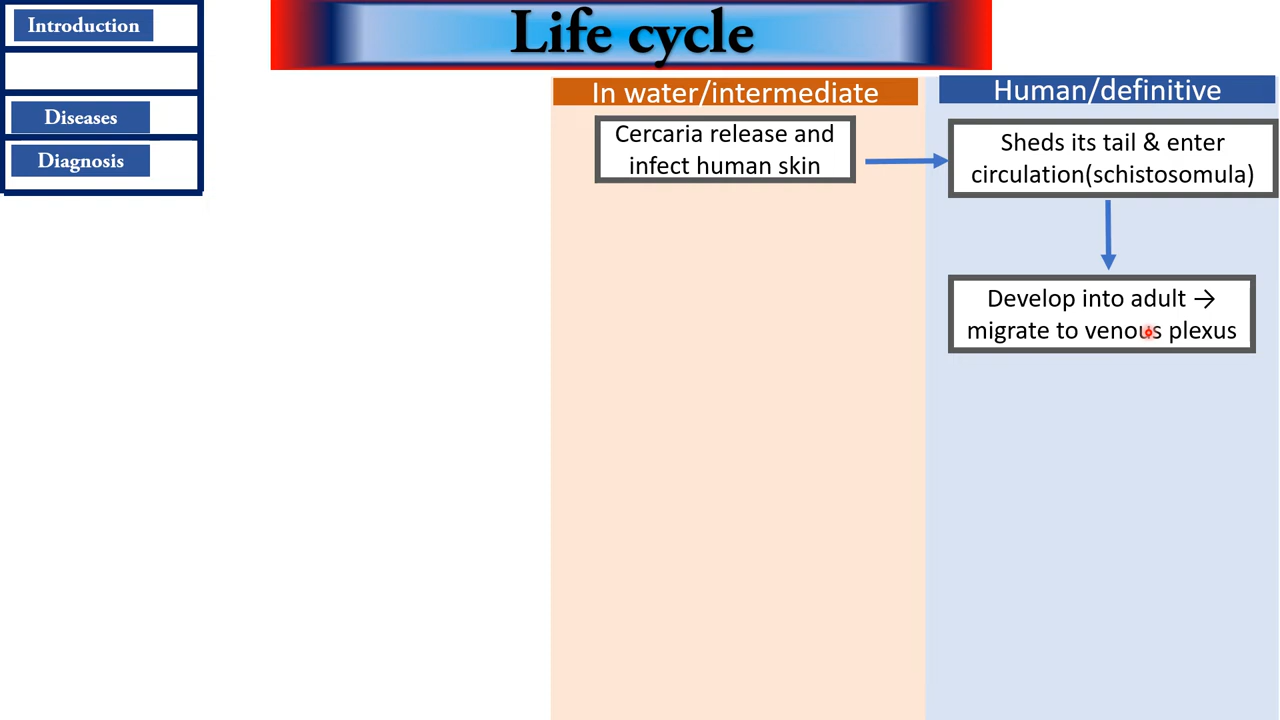 Introduction
Diseases
Diagnosis
Life cycle
In water/intermediate
Cercaria release and
infect human skin
Human/definitive
Sheds its tail & enter
circulation(schistosomula)
Develop into adult →
migrate to venous plexus